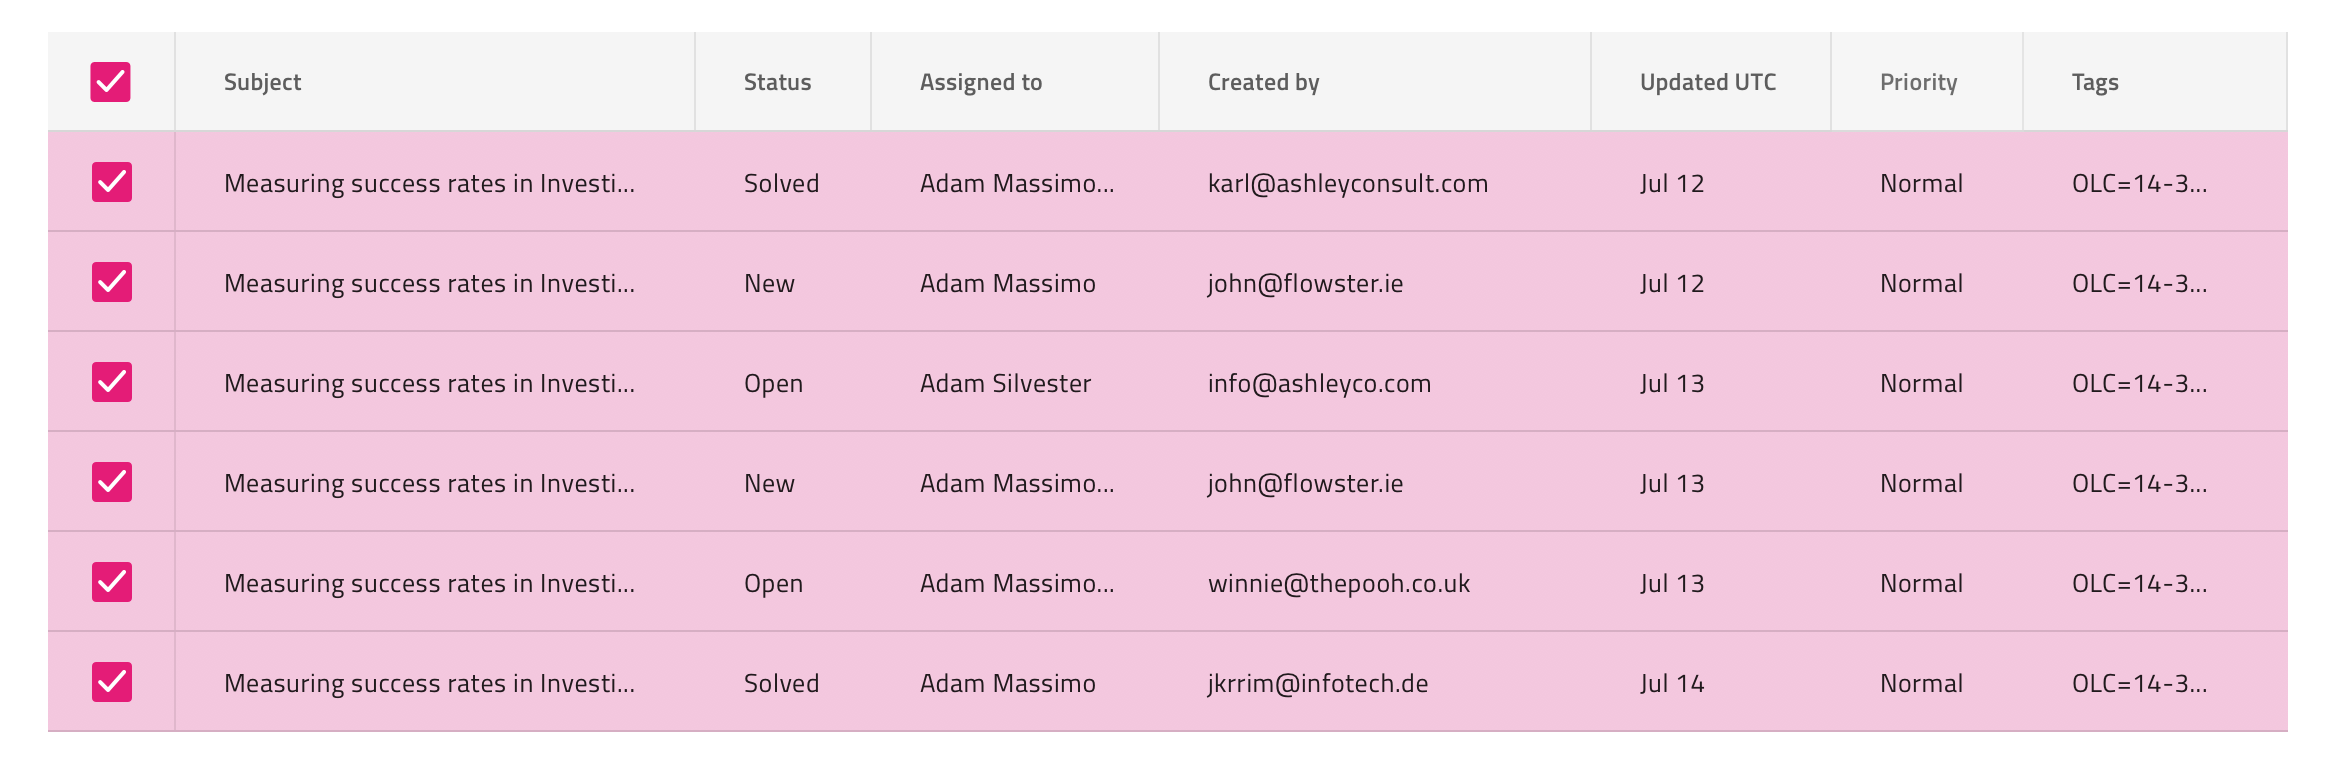 Subject Status Assigned to Created by Updated UTC Priority Tags
Measuring success rates in Investi... Solved Adam Massimo... karl@ashleyconsult.com Jul 12 Normal OLC=14-3...
Measuring success rates in Investi... New Adam Massimo john@flowster.ie Jul 12 Normal OLC=14-3...
Measuring success rates in Investi... Open Adam Silvester info@ashleyco.com Jul 13 Normal OLC=14-3...
Measuring success rates in Investi... New Adam Massimo... john@flowster.ie Jul 13 Normal OLC=14-3...
Measuring success rates in Investi... Open Adam Massimo... winnie@thepooh.co.uk Jul 13 Normal OLC=14-3...
Measuring success rates in Investi... Solved Adam Massimo jkrrim@infotech.de Jul 14 Normal OLC=14-3...